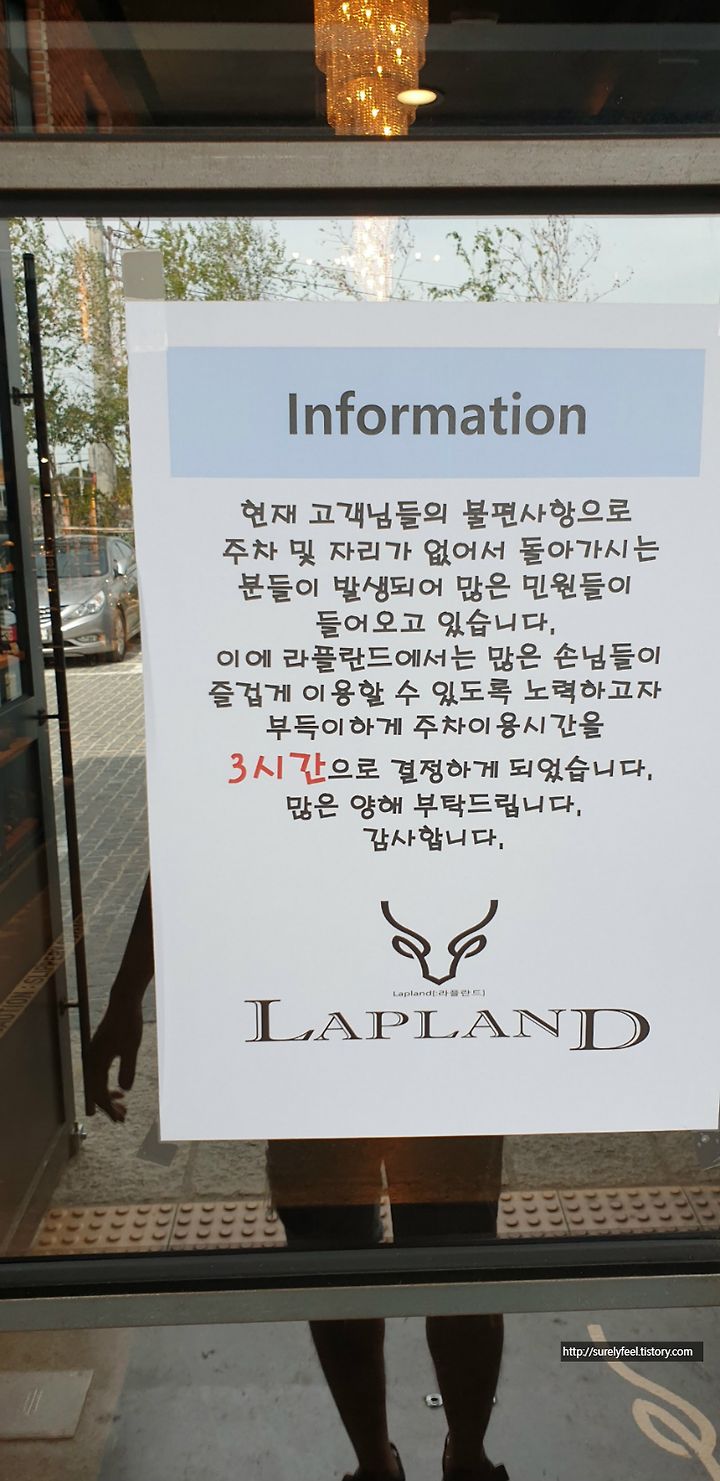 Information
현재 고객님들의 불편사항으로
주차 및 자리가 없어서 돌아가시는
분들이 발생되어 많은 민원들이
들어오고 있습니다.
이에 라플란드에서는 많은 손님들이
즐겁게 이용할 수 있도록 노력하고자
부득이하게 주차이용시간을
3시간으로 결정하게 되었습니다.
많은 양해 부탁드립니다.
감사합니다.
Lapland[:라플란드]
LAPLAND
http://surelyfeel.tistory.com